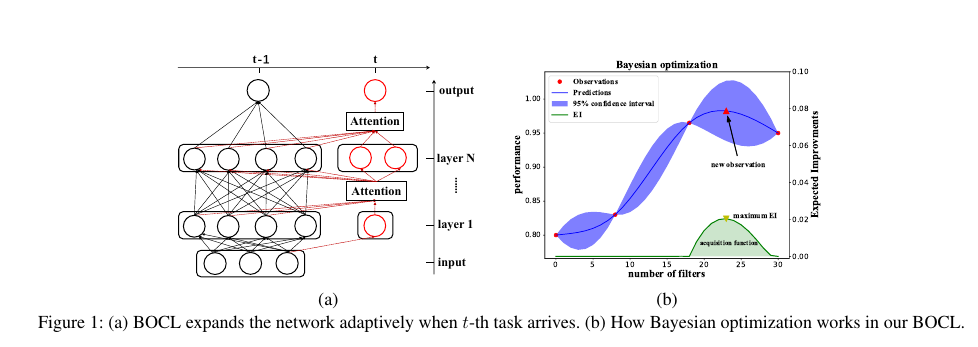 t-1
t
output
Attention
layer N
Attention
layer 1
input
(a)
Bayesian optimization
Observations
Predictions
95% confidence interval
EI
performance
1.00
0.95
0.90
0.85
0.80
0.10
0.08
0.06
0.04
0.02
0.00
Expected Improvements
new observation
maximum EI
acquisition function
0 5 10 15 20 25 30
number of filters
(b)
Figure 1: (a) BOCL expands the network adaptively when t-th task arrives. (b) How Bayesian optimization works in our BOCL.